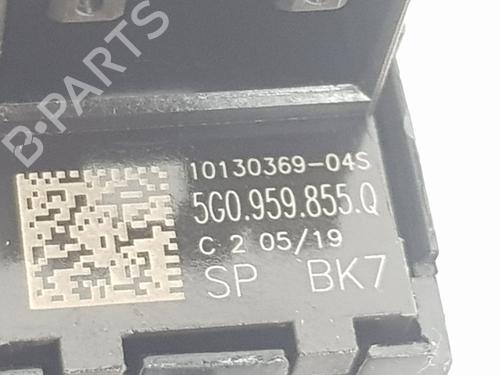 B-PARTS
10130369-04S
5G0.959.855.Q
C 2 05/19
SP BK7